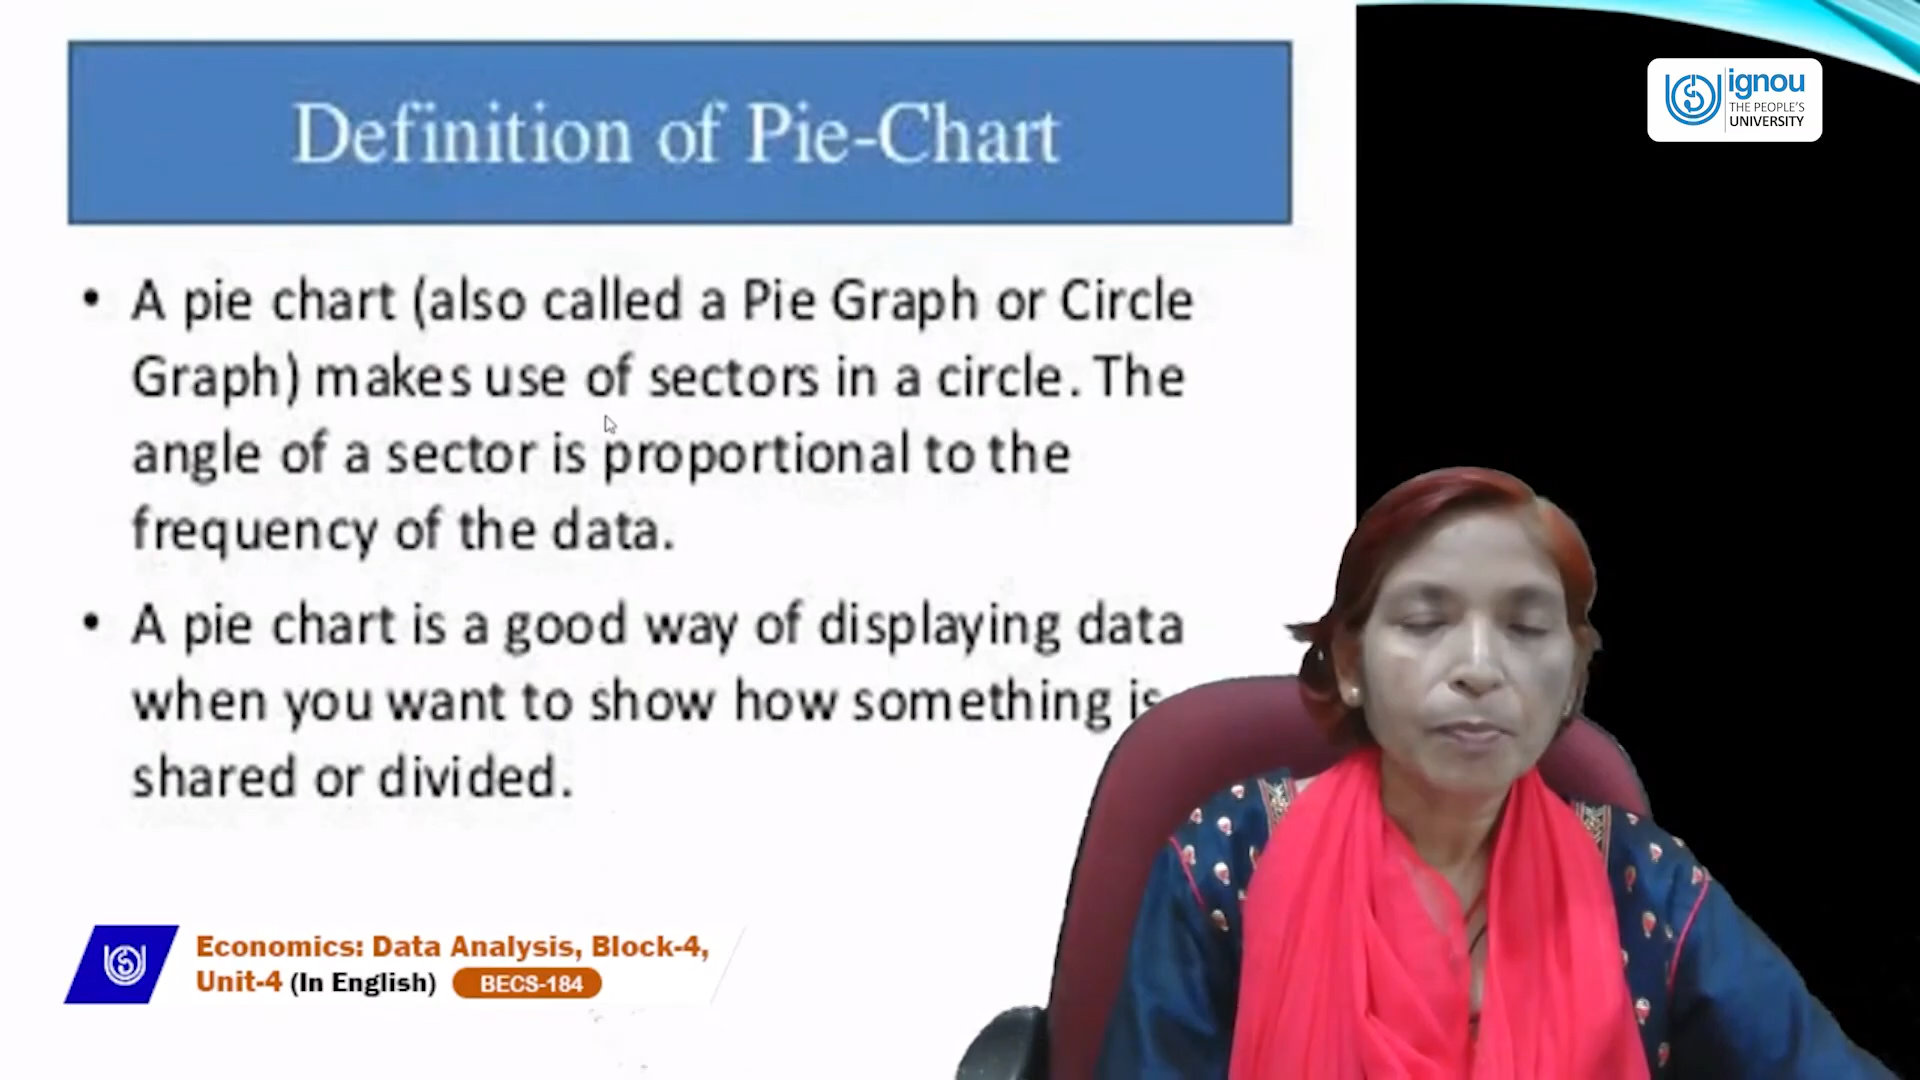 Definition of Pie-Chart
ignou
THE PEOPLE'S
UNIVERSITY
• A pie chart (also called a Pie Graph or Circle
Graph) makes use of sectors in a circle. The
angle of a sector is proportional to the
frequency of the data.
• A pie chart is a good way of displaying data
when you want to show how something is
shared or divided.
Economics: Data Analysis, Block-4,
Unit-4 (In English) BECS-184